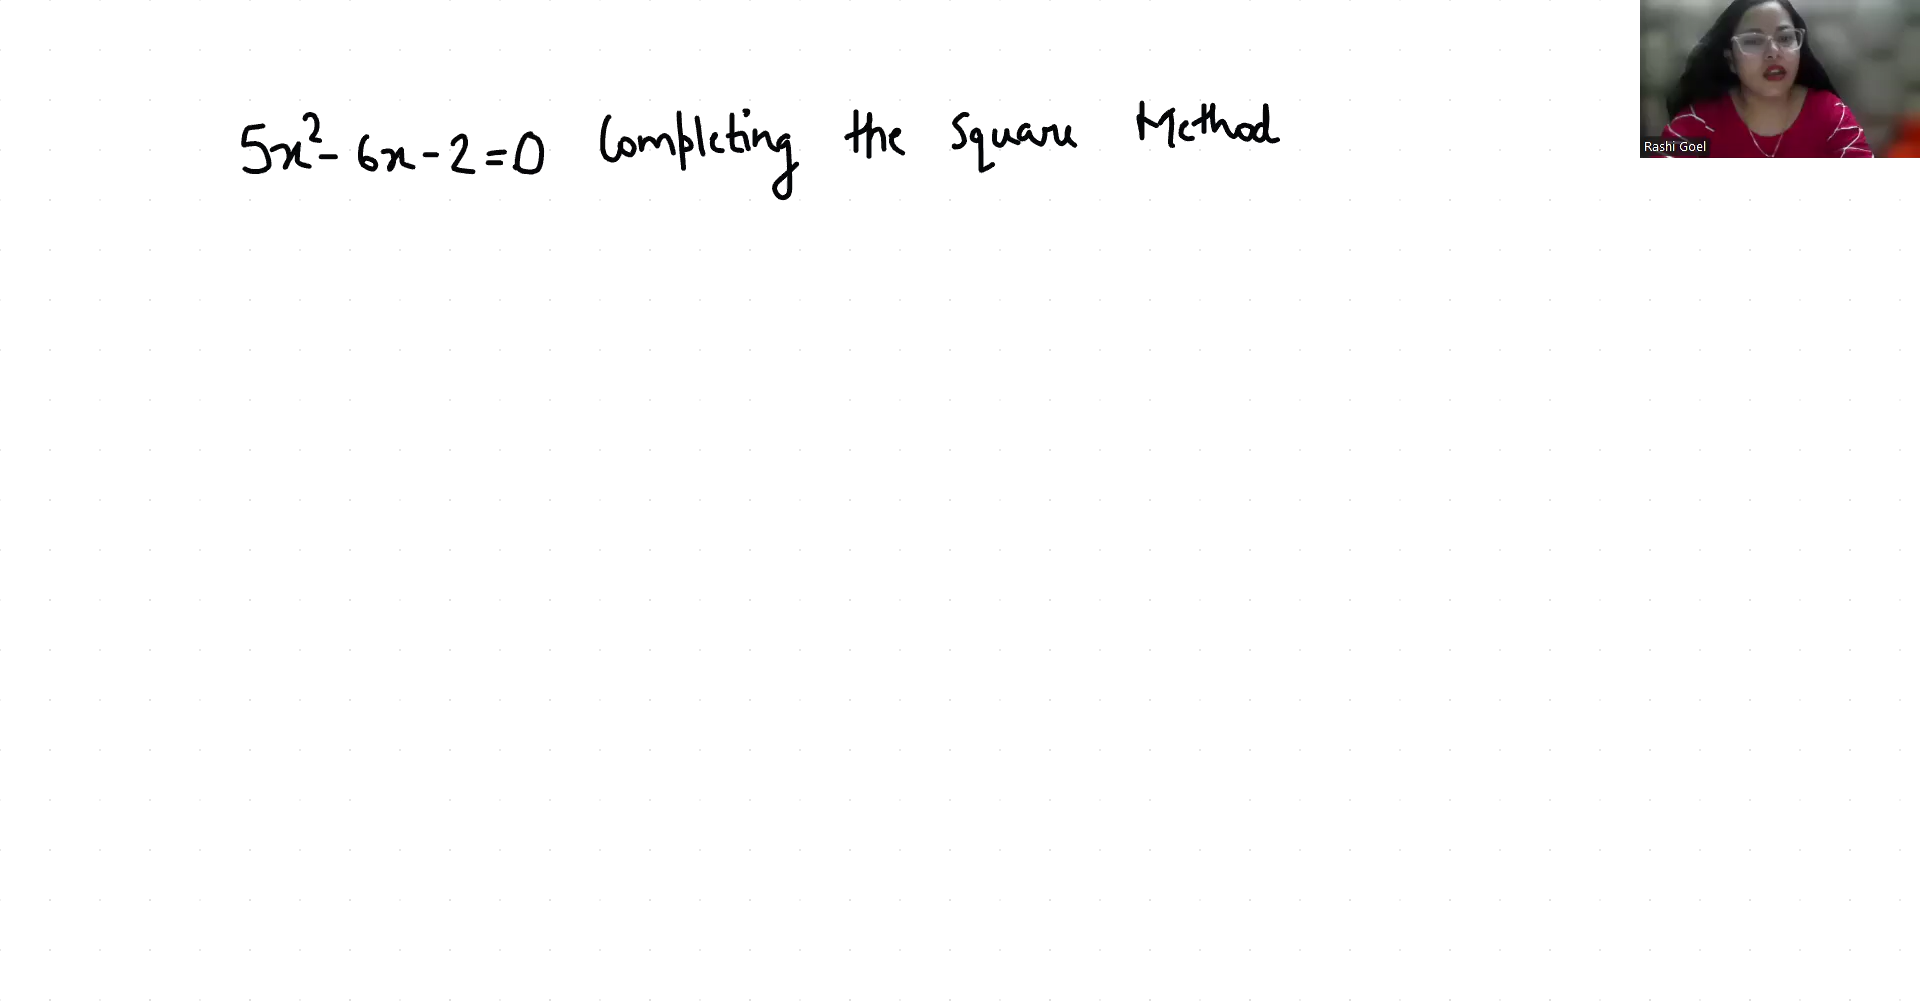 5x² - 6x - 2 = 0 Completing the Square Method
Rashi Goel